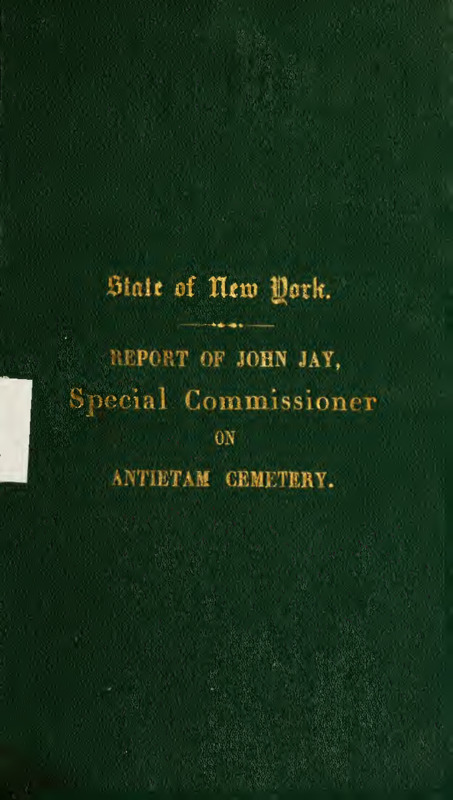 State of New York.
REPORT OF JOHN JAY,
Special Commissioner
ON
ANTIETAM CEMETERY.